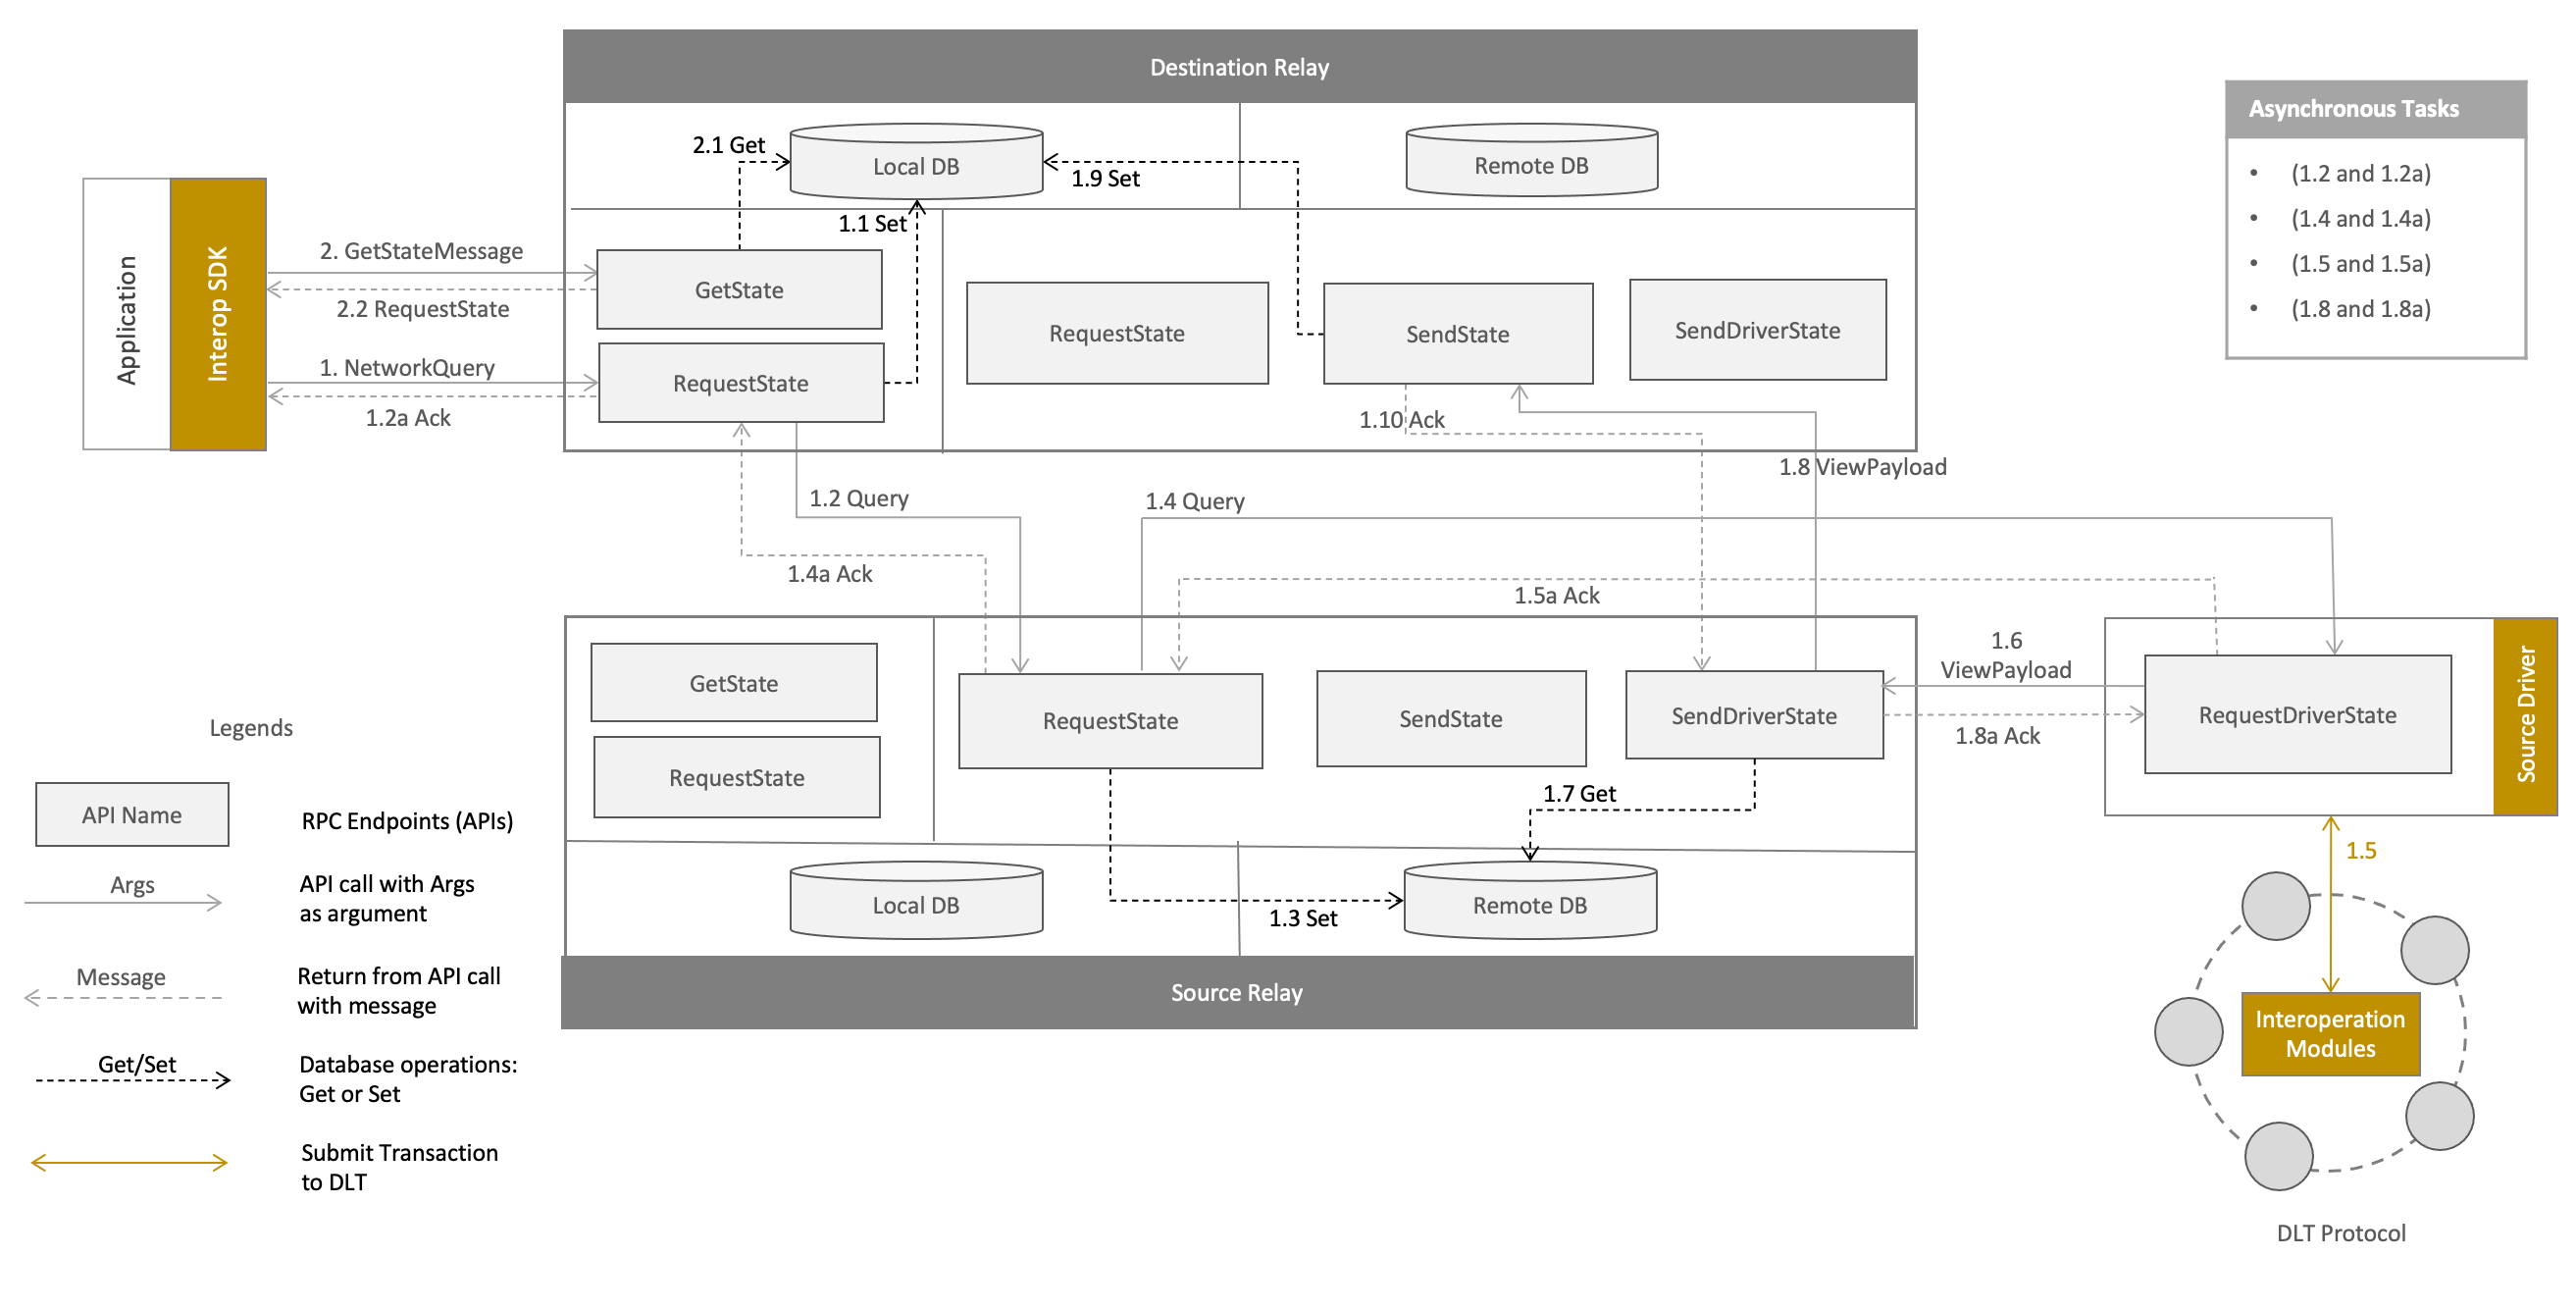 Destination Relay
Asynchronous Tasks
• (1.2 and 1.2a)
• (1.4 and 1.4a)
• (1.5 and 1.5a)
• (1.8 and 1.8a)
2.1 Get
Local DB
1.9 Set
Remote DB
1.1 Set
Application
Interop SDK
2. GetStateMessage
2.2 RequestState
1. NetworkQuery
1.2a Ack
GetState
RequestState
RequestState
SendState
SendDriverState
1.10 Ack
1.8 ViewPayload
1.2 Query
1.4 Query
1.4a Ack
1.5a Ack
GetState
RequestState
RequestState
SendState
SendDriverState
1.6
ViewPayload
1.8a Ack
RequestDriverState
Source Driver
1.7 Get
1.3 Set
Local DB
Remote DB
Source Relay
1.5
Interoperation
Modules
DLT Protocol
Legends
API Name
RPC Endpoints (APIs)
Args
API call with Args
as argument
Message
Return from API call
with message
Get/Set
Database operations:
Get or Set
Submit Transaction
to DLT